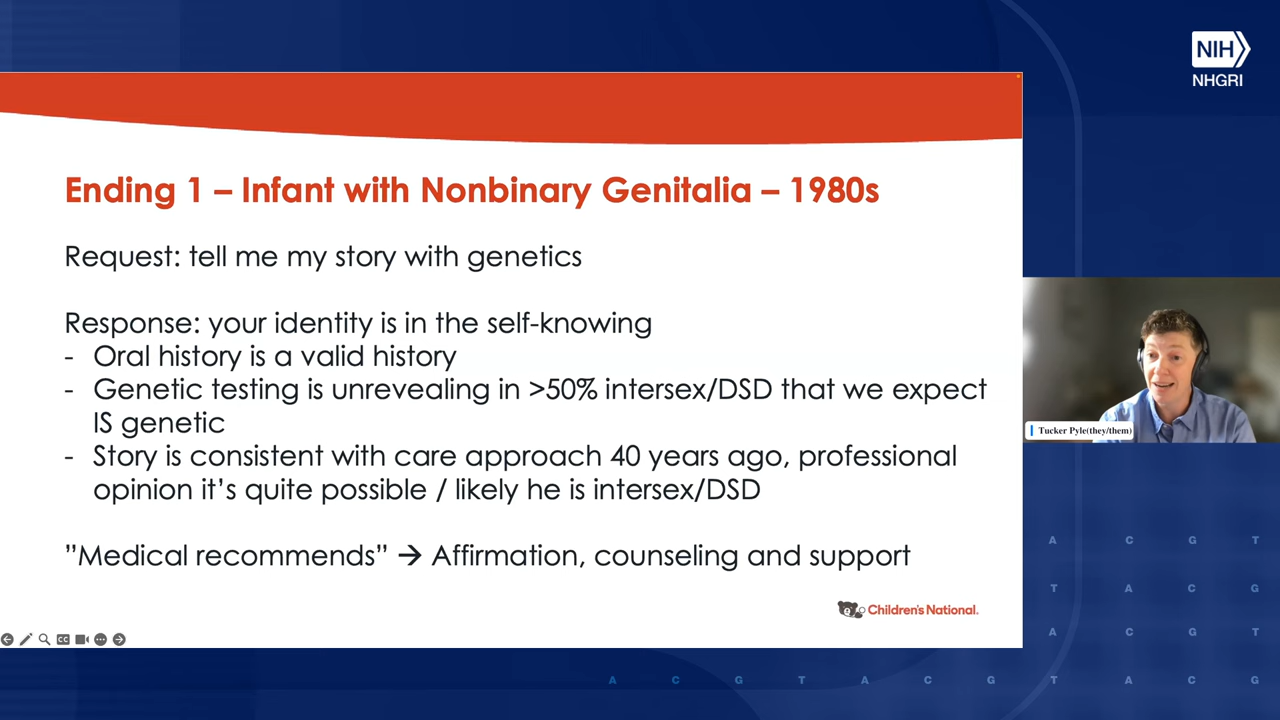 NIH
NHGRI
Ending 1 – Infant with Nonbinary Genitalia – 1980s
Request: tell me my story with genetics
Response: your identity is in the self-knowing
- Oral history is a valid history
- Genetic testing is unrevealing in >50% intersex/DSD that we expect
IS genetic
- Story is consistent with care approach 40 years ago, professional
opinion it's quite possible / likely he is intersex/DSD
"Medical recommends" → Affirmation, counseling and support
Children's National.
CC
Tucker Pyle(they/them)
A C G T
T A C G
A C G T
A C G T A C G T A C G